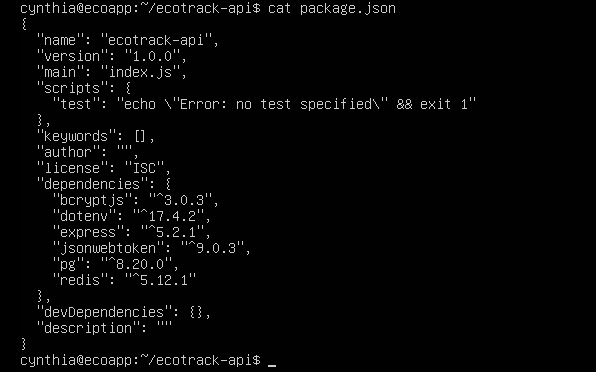 cynthia@ecoapp:~/ecotrack-api$ cat package.json
{
  "name": "ecotrack-api",
  "version": "1.0.0",
  "main": "index.js",
  "scripts": {
    "test": "echo \"Error: no test specified\" && exit 1"
  },
  "keywords": [],
  "author": "",
  "license": "ISC",
  "dependencies": {
    "bcryptjs": "^3.0.3",
    "dotenv": "^17.4.2",
    "express": "^5.2.1",
    "jsonwebtoken": "^9.0.3",
    "pg": "^8.20.0",
    "redis": "^5.12.1"
  },
  "devDependencies": {},
  "description": ""
}
cynthia@ecoapp:~/ecotrack-api$ _